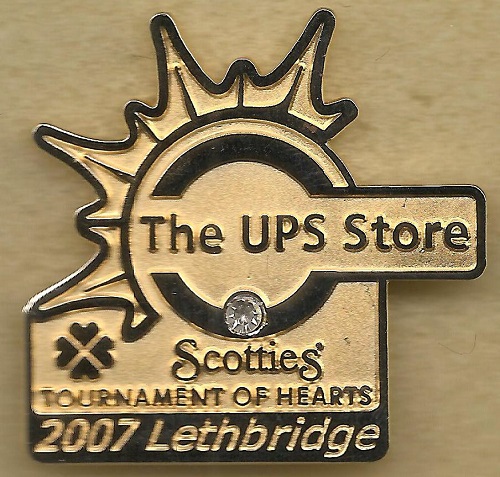 The UPS Store
Scotties'
TOURNAMENT OF HEARTS
2007 Lethbridge